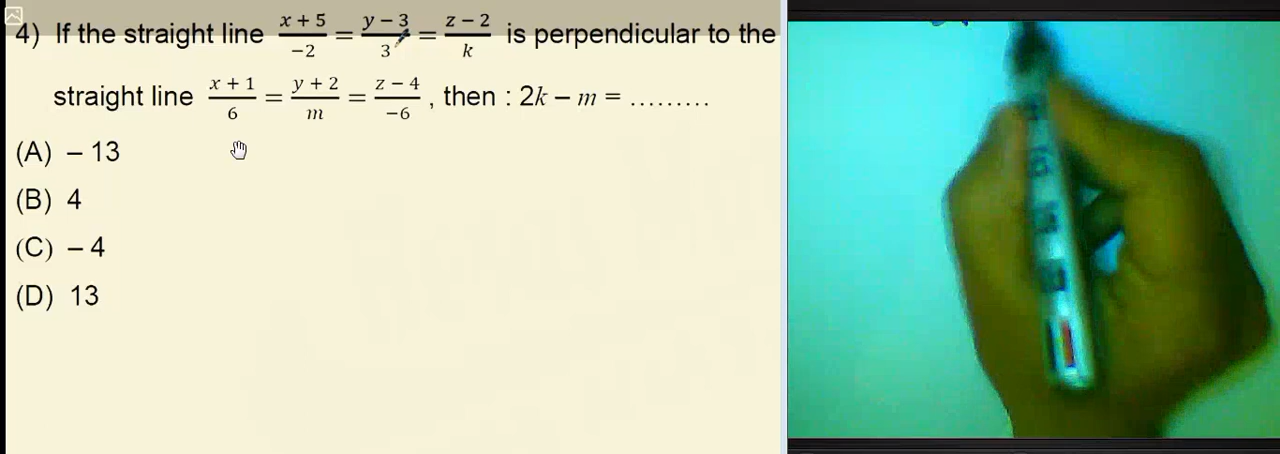 4) If the straight line (x + 5)/(−2) = (y − 3)/3 = (z − 2)/k is perpendicular to the
straight line (x + 1)/6 = (y + 2)/m = (z − 4)/(−6) , then : 2k – m = .........
(A) – 13
(B) 4
(C) – 4
(D) 13